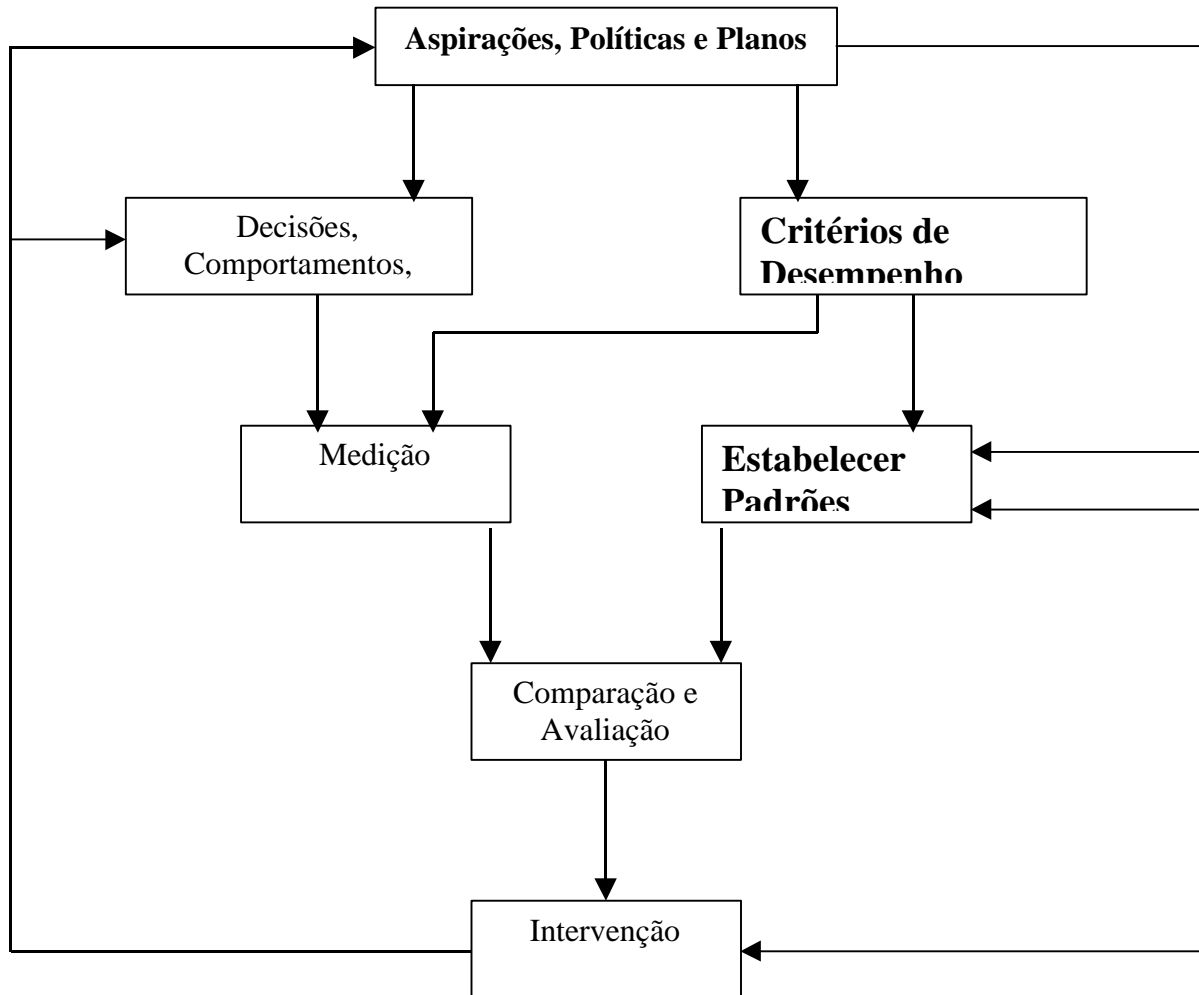 Aspirações, Políticas e Planos
Decisões,
Comportamentos,
Critérios de
Desempenho
Medição
Estabelecer
Padrões
Comparação e
Avaliação
Intervenção